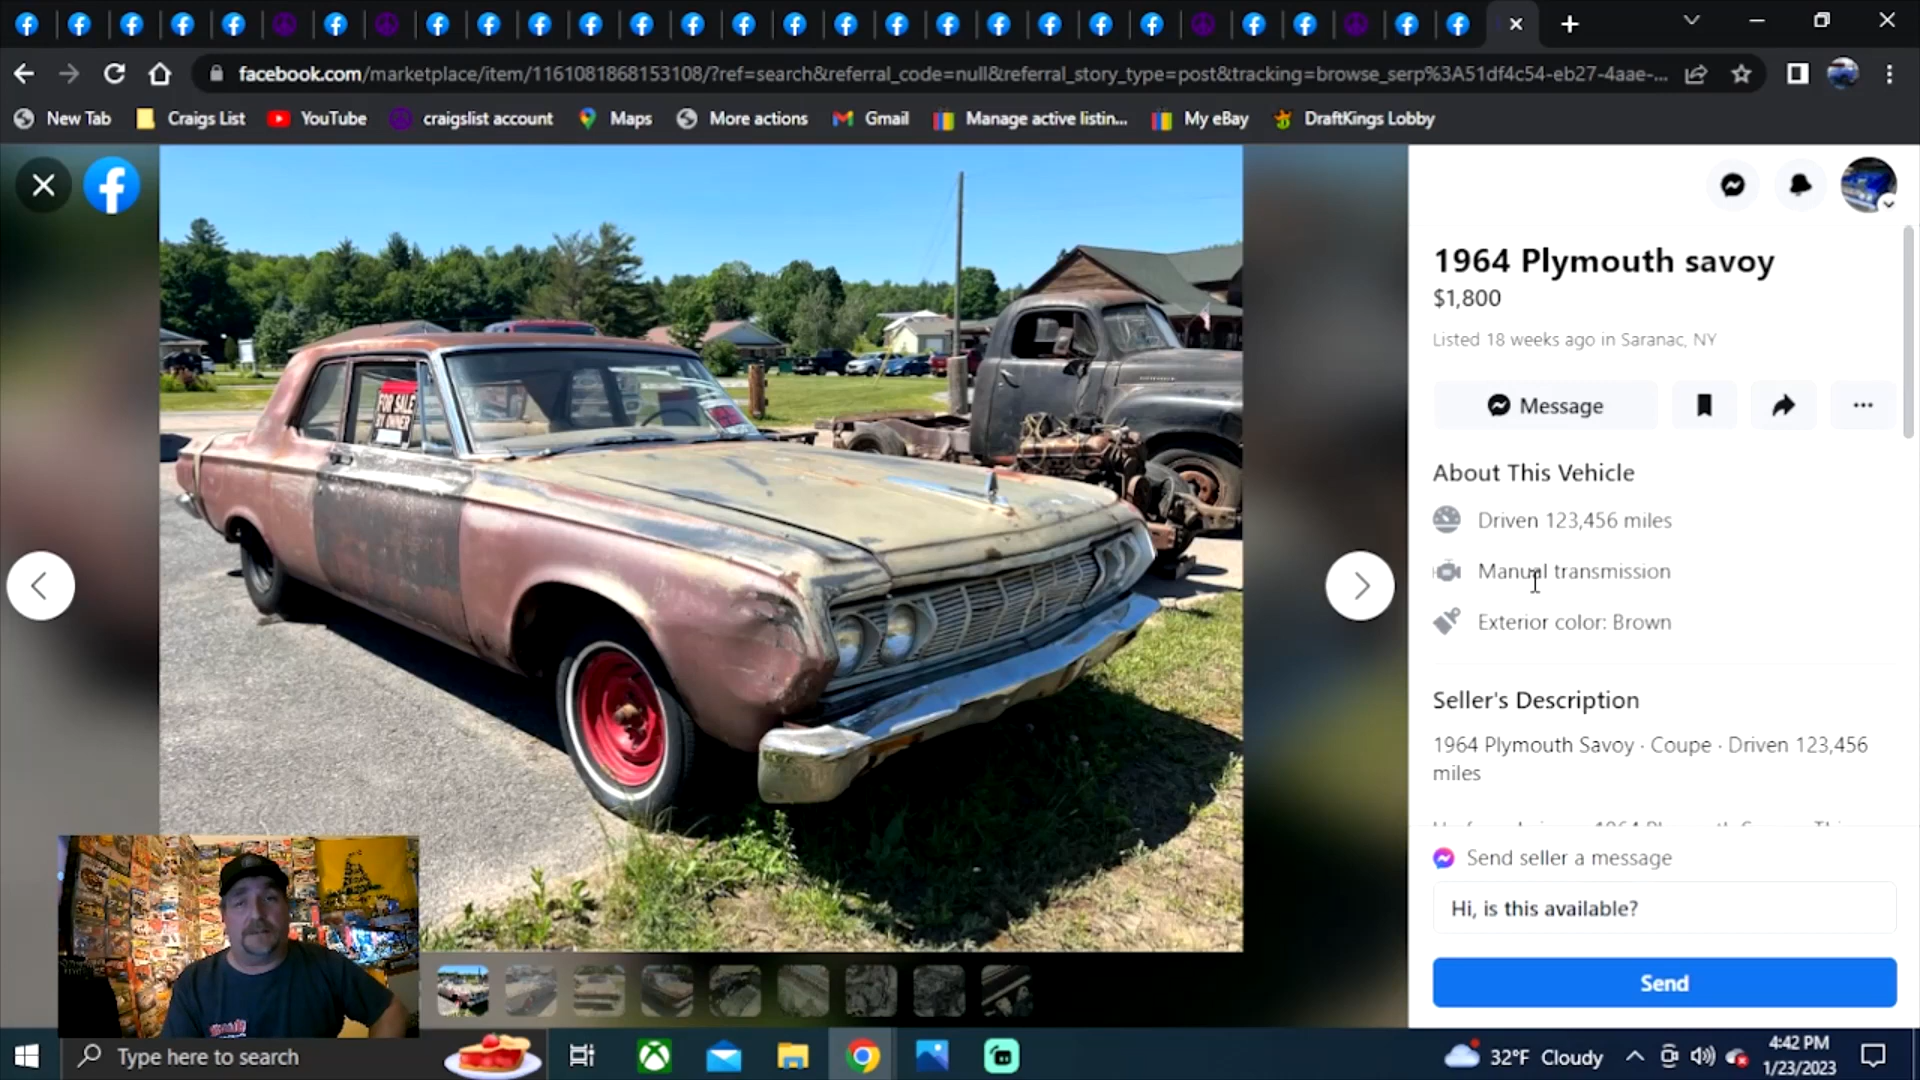 facebook.com/marketplace/item/1161081868153108/?ref=search&referral_code=null&referral_story_type=post&tracking=browse_serp%3A51df4c54-eb27-4aae-...
New Tab
Craigs List
YouTube
craigslist account
Maps
More actions
Gmail
Manage active listin...
My eBay
DraftKings Lobby
FOR SALE
BY OWNER
1964 Plymouth savoy
$1,800
Listed 18 weeks ago in Saranac, NY
Message
About This Vehicle
Driven 123,456 miles
Manual transmission
Exterior color: Brown
Seller's Description
1964 Plymouth Savoy · Coupe · Driven 123,456
miles
Send seller a message
Hi, is this available?
Send
Type here to search
32°F Cloudy
4:42 PM
1/23/2023